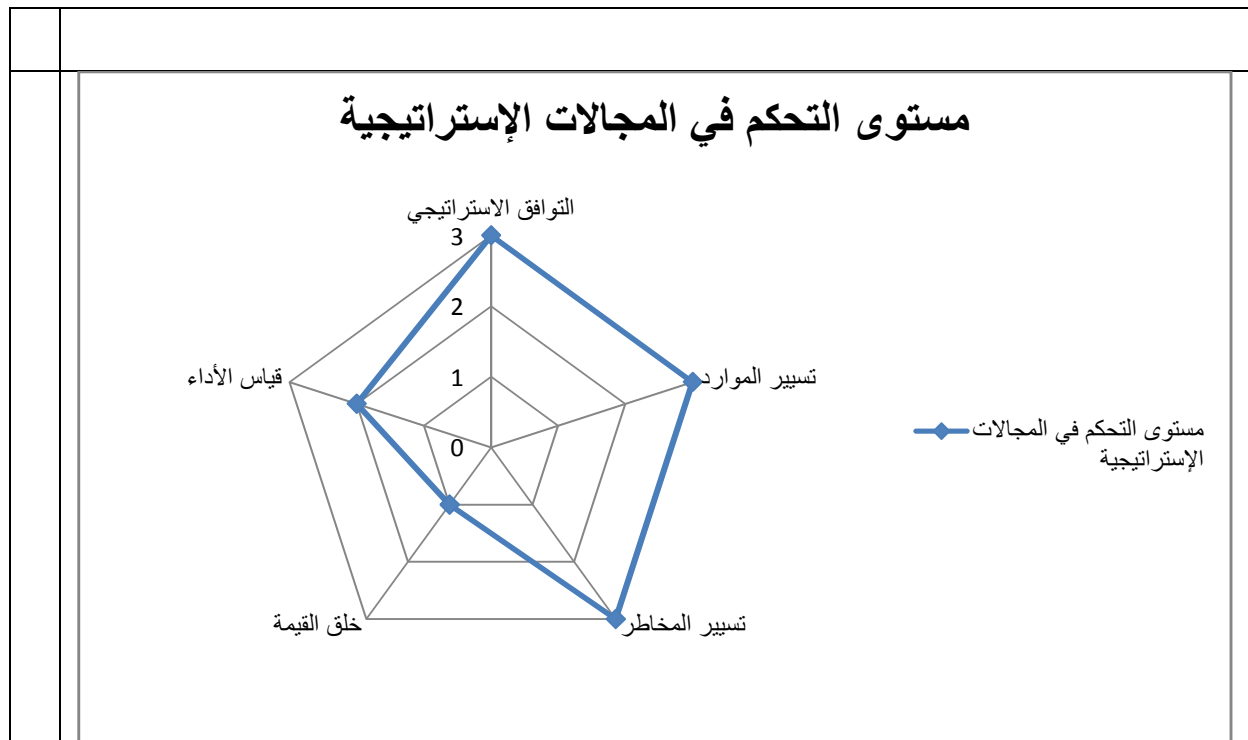 مستوى التحكم في المجالات الإستراتيجية
التوافق الاستراتيجي
3
2
1
0
تسيير الموارد
تسيير المخاطر
خلق القيمة
قياس الأداء
مستوى التحكم في المجالات
الإستراتيجية